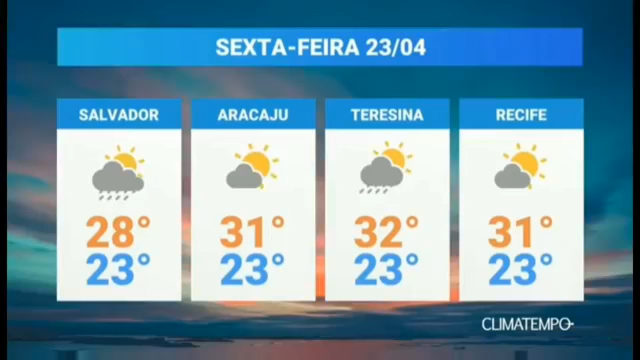 SEXTA-FEIRA 23/04
SALVADOR
28°
23°
ARACAJU
31°
23°
TERESINA
32°
23°
RECIFE
31°
23°
CLIMATEMPO